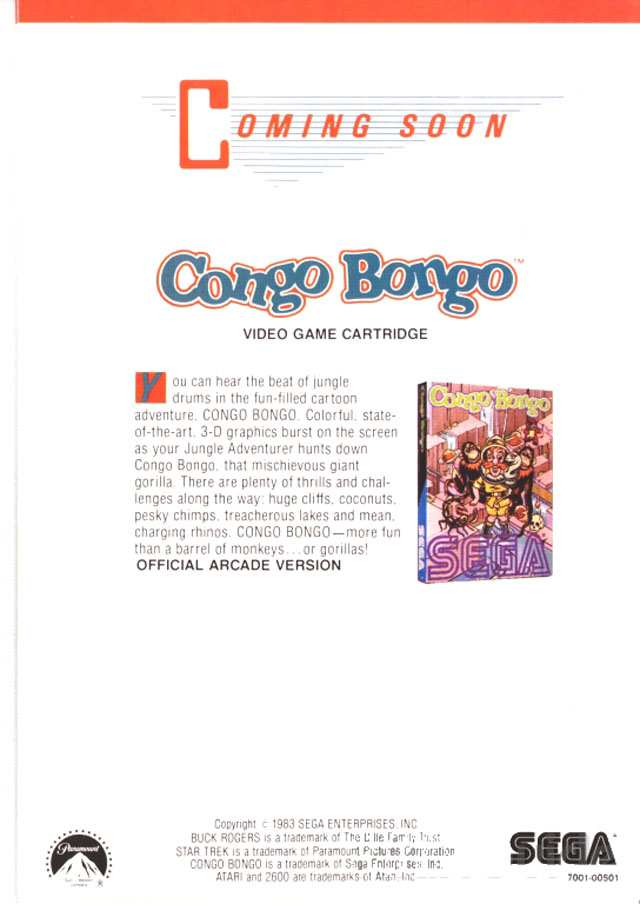 COMING SOON
Congo Bongo™
VIDEO GAME CARTRIDGE
You can hear the beat of jungle
drums in the fun-filled cartoon
adventure, CONGO BONGO. Colorful, state-
of-the-art, 3-D graphics burst on the screen
as your Jungle Adventurer hunts down
Congo Bongo, that mischievous giant
gorilla. There are plenty of thrills and chal-
lenges along the way: huge cliffs, coconuts,
pesky chimps, treacherous lakes and mean,
charging rhinos. CONGO BONGO—more fun
than a barrel of monkeys...or gorillas!
OFFICIAL ARCADE VERSION
Congo Bongo
Congo Bongo
SEGA
SEGA
Copyright © 1983 SEGA ENTERPRISES, INC.
BUCK ROGERS is a trademark of The Dille Family Trust
STAR TREK is a trademark of Paramount Pictures Corporation
CONGO BONGO is a trademark of Sega Enterprises, Inc.
ATARI and 2600 are trademarks of Atari, Inc.
Paramount
®
SEGA
7001-00501